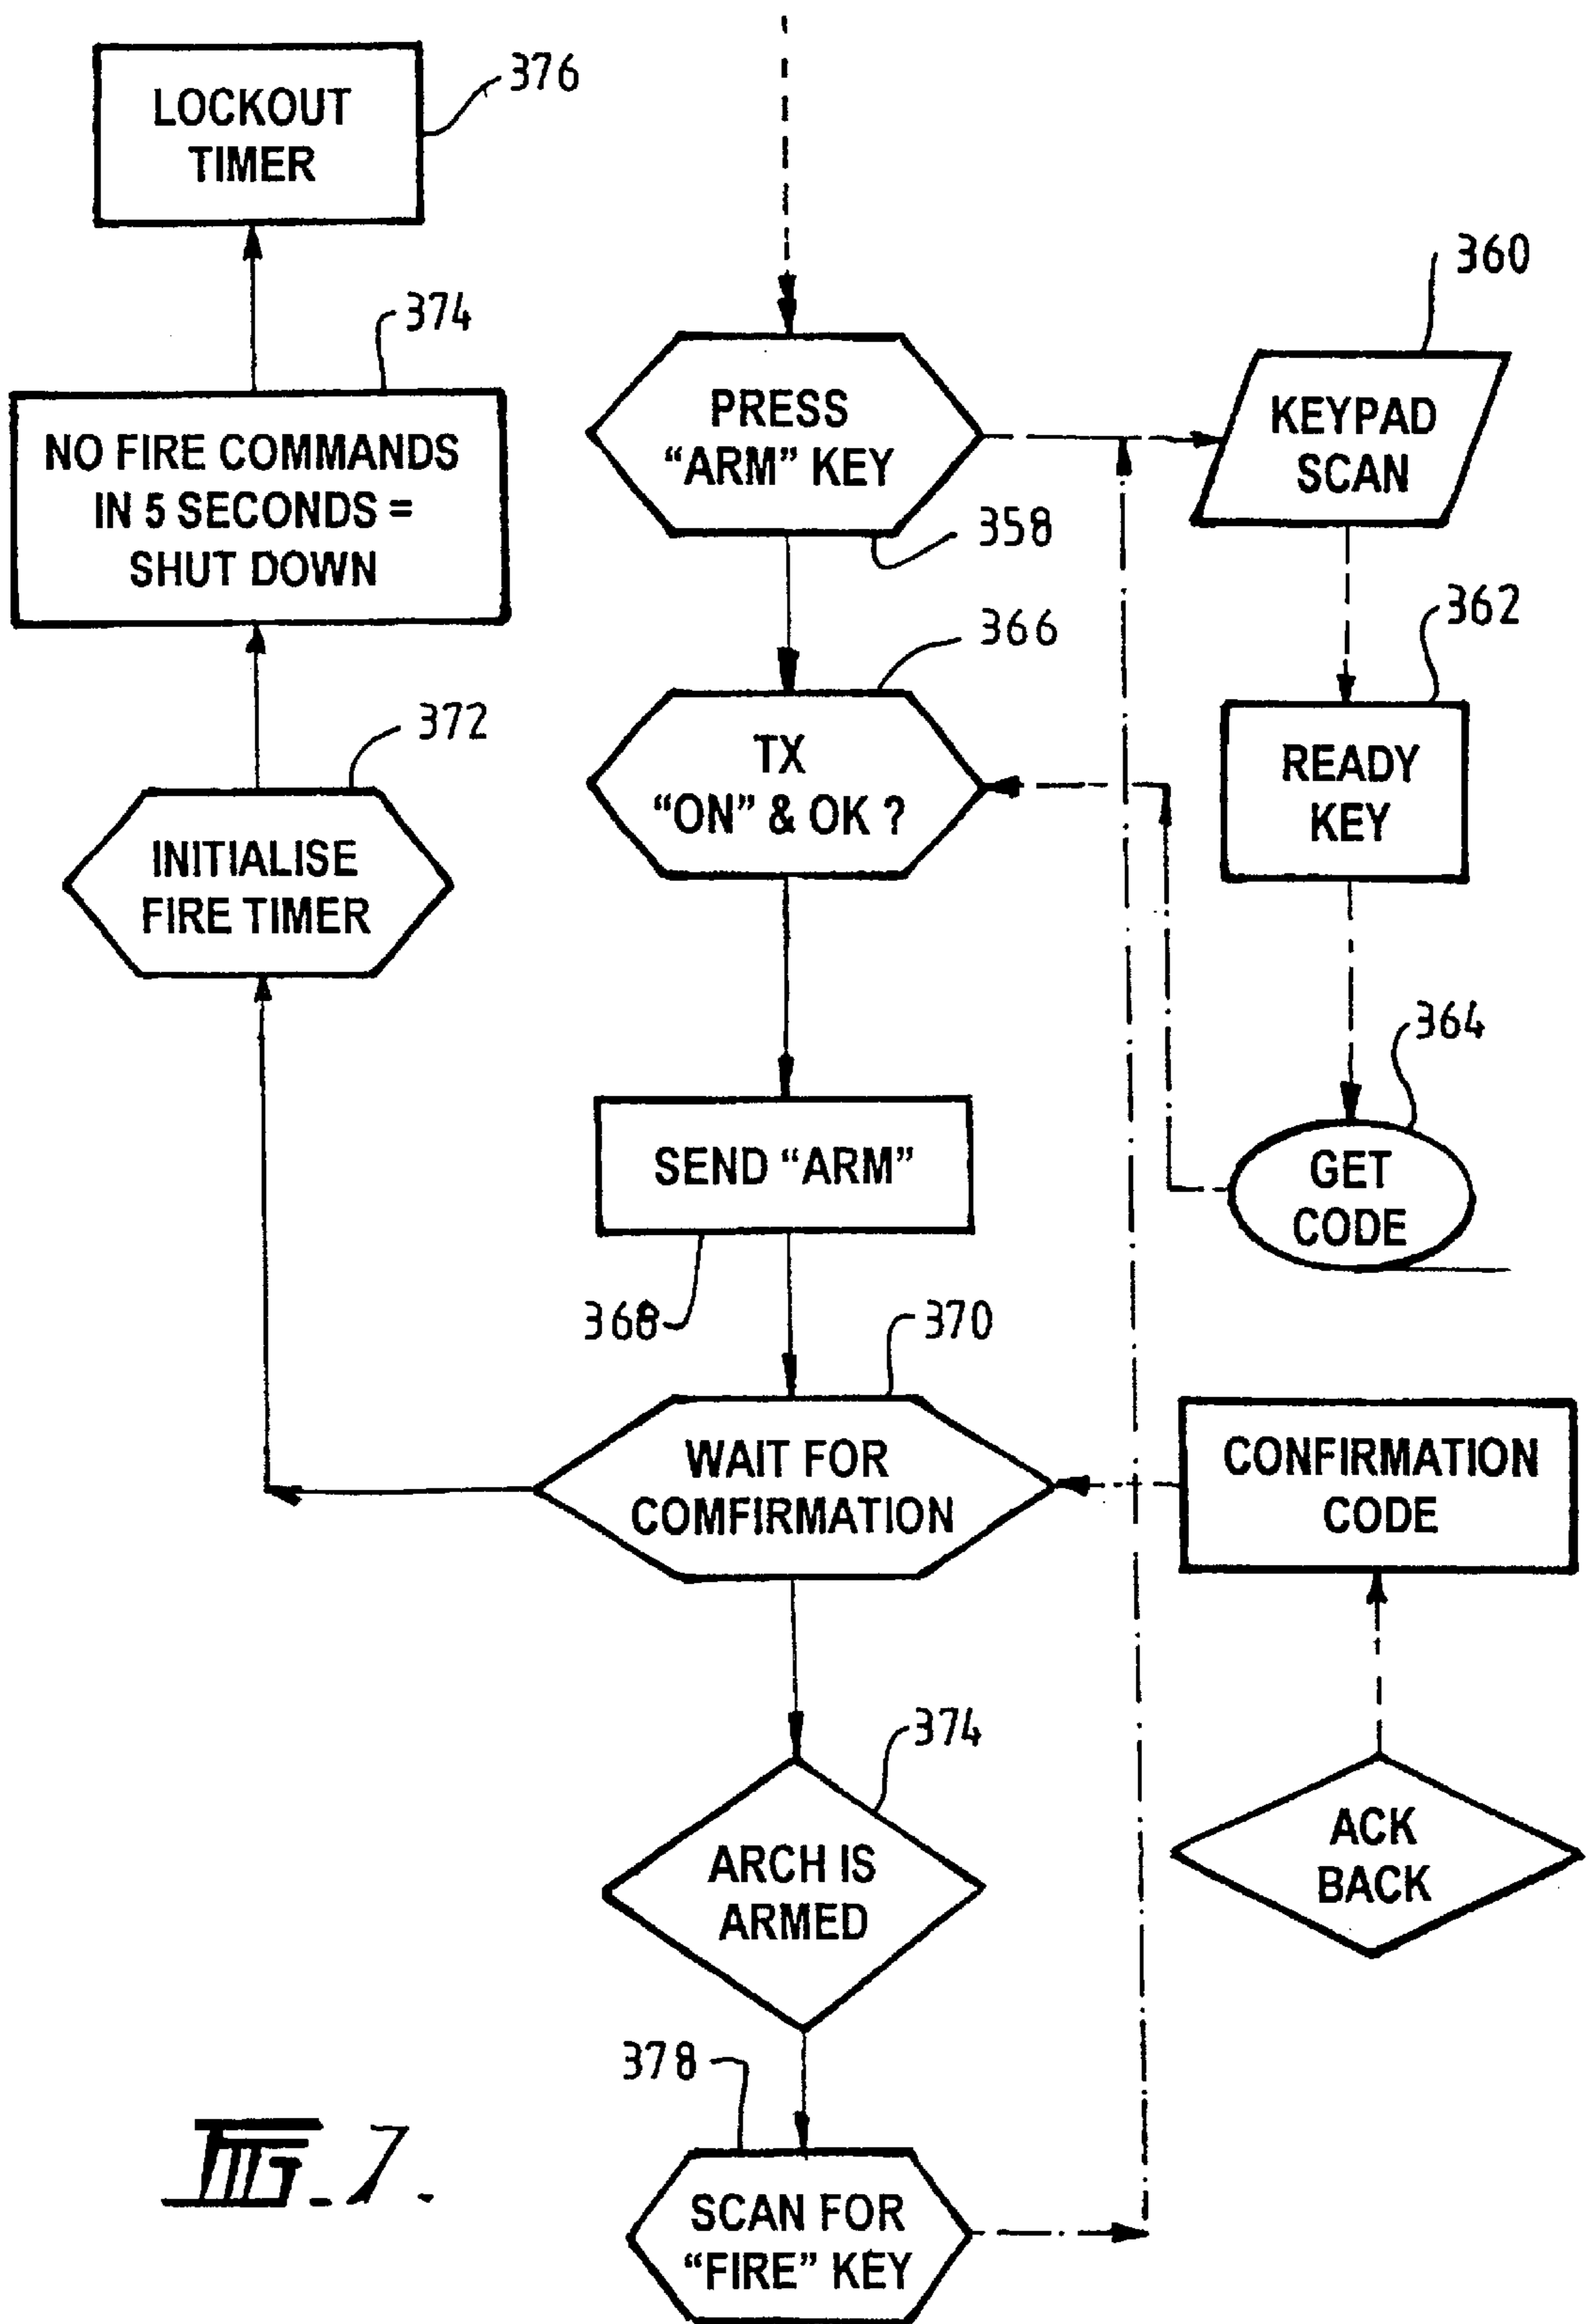 LOCKOUT
TIMER
376
NO FIRE COMMANDS
IN 5 SECONDS =
SHUT DOWN
374
INITIALISE
FIRE TIMER
372
PRESS
“ARM” KEY
358
KEYPAD
SCAN
360
READY
KEY
362
GET
CODE
364
TX
“ON” & OK ?
366
SEND “ARM”
368
WAIT FOR
COMFIRMATION
370
CONFIRMATION
CODE
ACK
BACK
ARCH IS
ARMED
374
SCAN FOR
“FIRE” KEY
378
FIG_7.